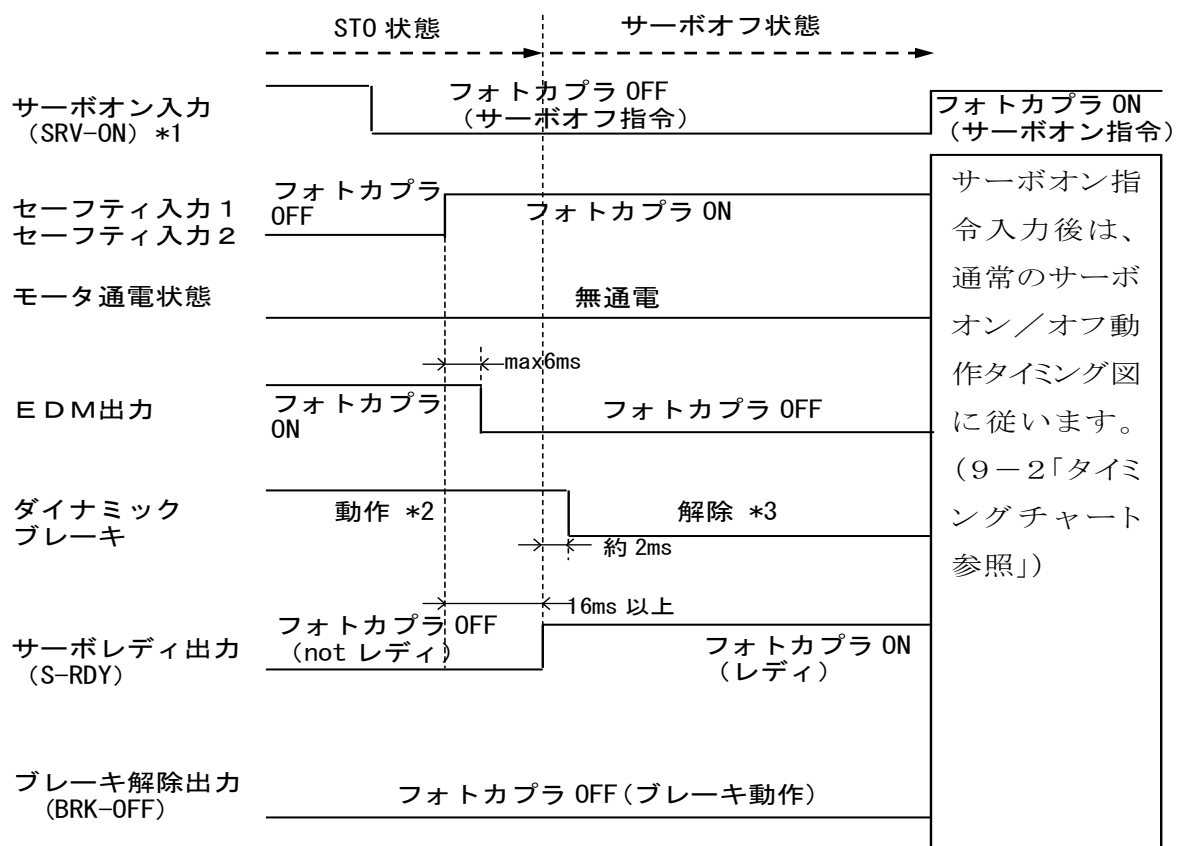 STO 状態
サーボオフ状態
サーボオン入力
(SRV-ON) *1
フォトカプラ OFF
（サーボオフ指令）
フォトカプラ ON
（サーボオン指令）
セーフティ入力１
セーフティ入力２
フォトカプラ
OFF
フォトカプラ ON
モータ通電状態
無通電
max6ms
ＥＤＭ出力
フォトカプラ
ON
フォトカプラ OFF
ダイナミック
ブレーキ
動作 *2
解除 *3
約 2ms
16ms 以上
サーボレディ出力
(S-RDY)
フォトカプラ OFF
（not レディ）
フォトカプラ ON
（レディ）
ブレーキ解除出力
(BRK-OFF)
フォトカプラ OFF(ブレーキ動作)
サーボオン指
令入力後は、
通常のサーボ
オン／オフ動
作タイミング図
に従います。
（９－２「タイミ
ングチャート
参照」）